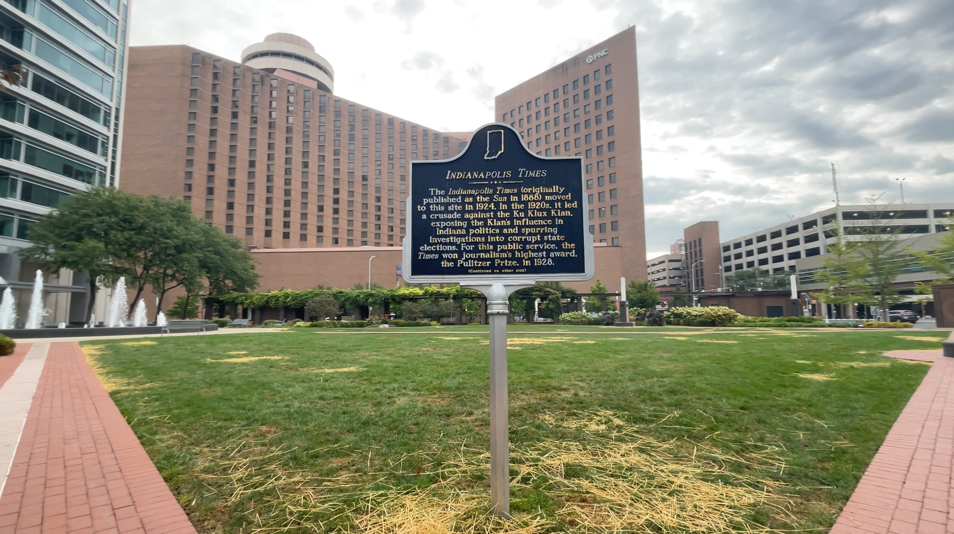 PNC
INDIANAPOLIS TIMES
The Indianapolis Times (originally
published as the Sun in 1888) moved
to this site in 1924. In the 1920s, it led
a crusade against the Ku Klux Klan,
exposing the Klan's influence in
Indiana politics and spurring
investigations into corrupt state
elections. For this public service, the
Times won journalism's highest award,
the Pulitzer Prize, in 1928.
(Continued on other side)